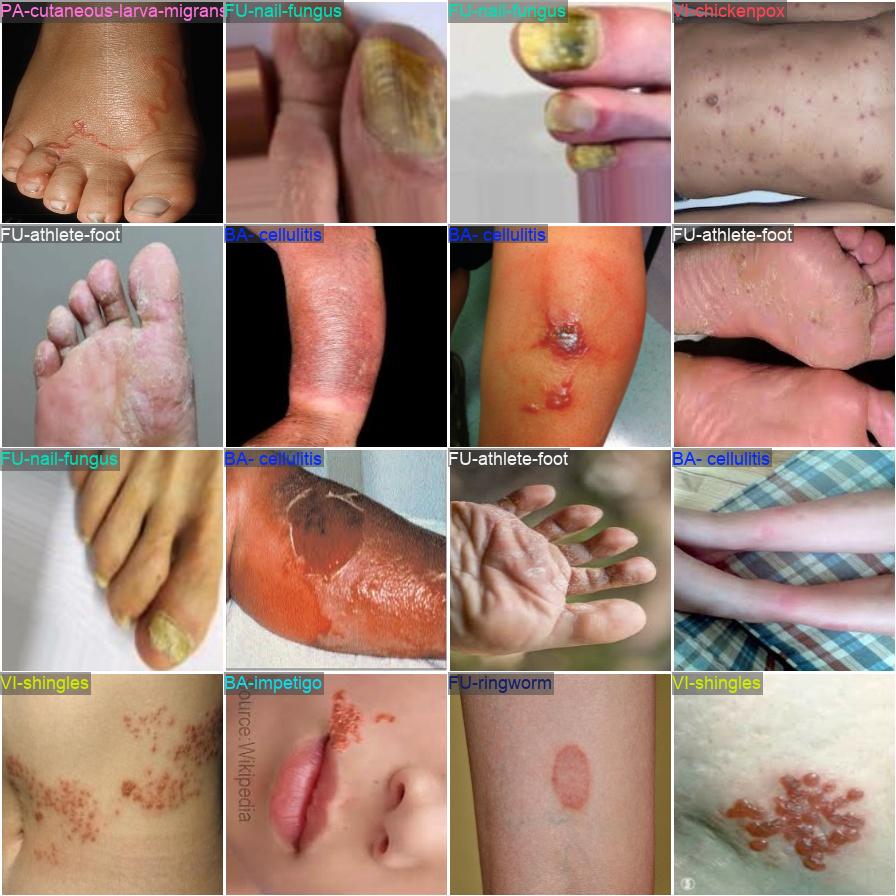 PA-cutaneous-larva-migrans
FU-nail-fungus
FU-nail-fungus
VI-chickenpox
FU-athlete-foot
BA- cellulitis
BA- cellulitis
FU-athlete-foot
FU-nail-fungus
BA- cellulitis
FU-athlete-foot
BA- cellulitis
VI-shingles
BA-impetigo
FU-ringworm
VI-shingles
ource:Wikipedia